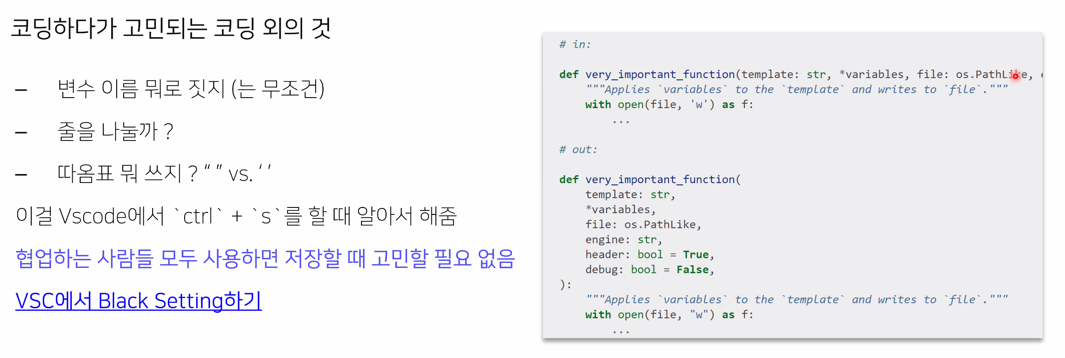 코딩하다가 고민되는 코딩 외의 것
– 변수 이름 뭐로 짓지 (는 무조건)
– 줄을 나눌까 ?
– 따옴표 뭐 쓰지 ? “ ” vs. ‘ ’
이걸 Vscode에서 `ctrl` + `s`를 할 때 알아서 해줌
협업하는 사람들 모두 사용하면 저장할 때 고민할 필요 없음
VSC에서 Black Setting하기
# in:
def very_important_function(template: str, *variables, file: os.PathLike,
    """Applies `variables` to the `template` and writes to `file`."""
    with open(file, 'w') as f:
        ...
# out:
def very_important_function(
    template: str,
    *variables,
    file: os.PathLike,
    engine: str,
    header: bool = True,
    debug: bool = False,
):
    """Applies `variables` to the `template` and writes to `file`."""
    with open(file, "w") as f:
        ...